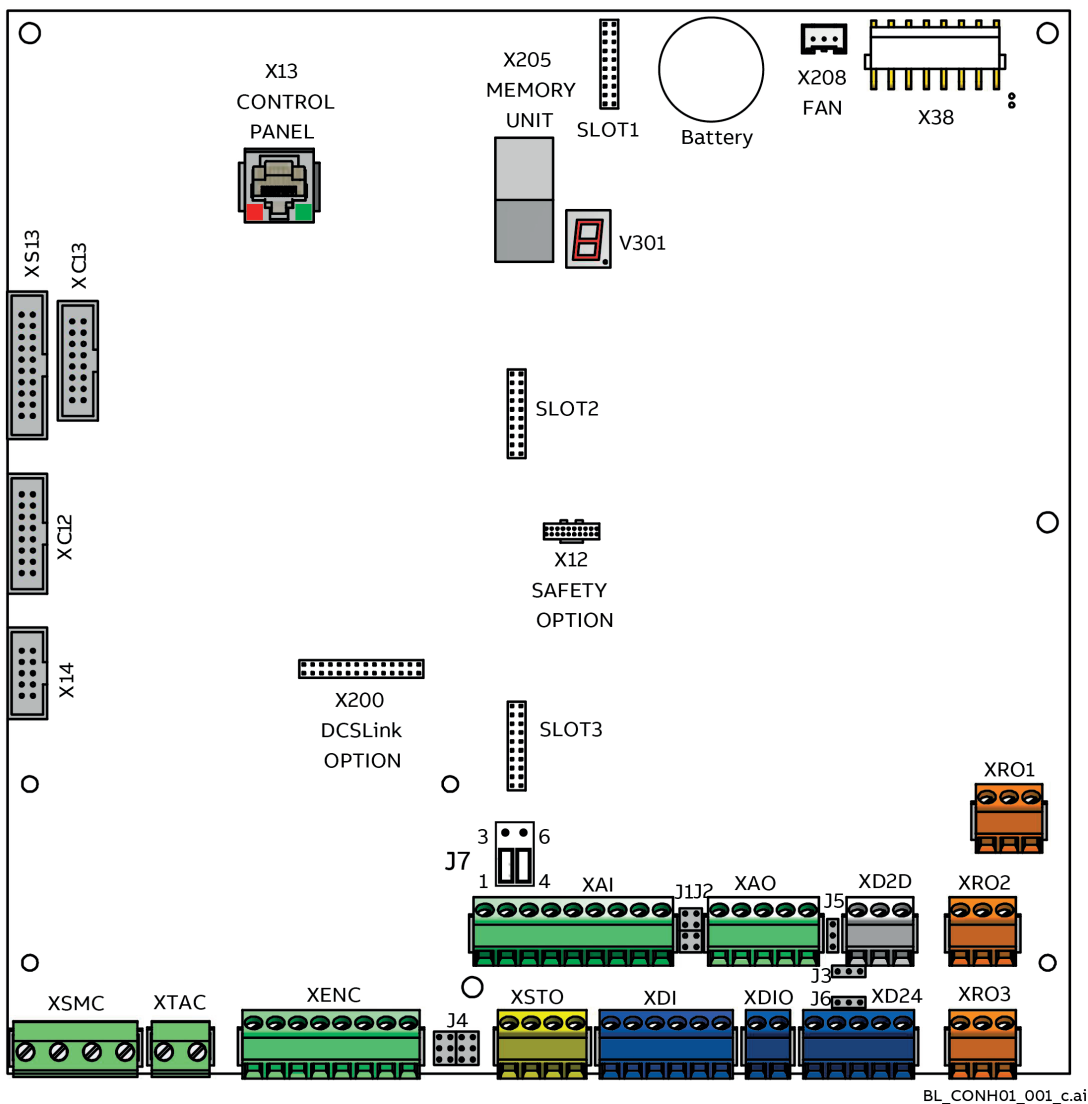 X13
CONTROL
PANEL
X205
MEMORY
UNIT
SLOT1
Battery
X208
FAN
X38
V301
XS13
XC13
SLOT2
XC12
X12
SAFETY
OPTION
X14
X200
DCSLink
OPTION
SLOT3
XRO1
3 6
J7
1 4
XAI
J1J2
XAO
J5
XD2D
XRO2
J3
XSMC
XTAC
XENC
J4
XSTO
XDI
XDIO
J6
XD24
XRO3
BL_CONH01_001_c.ai